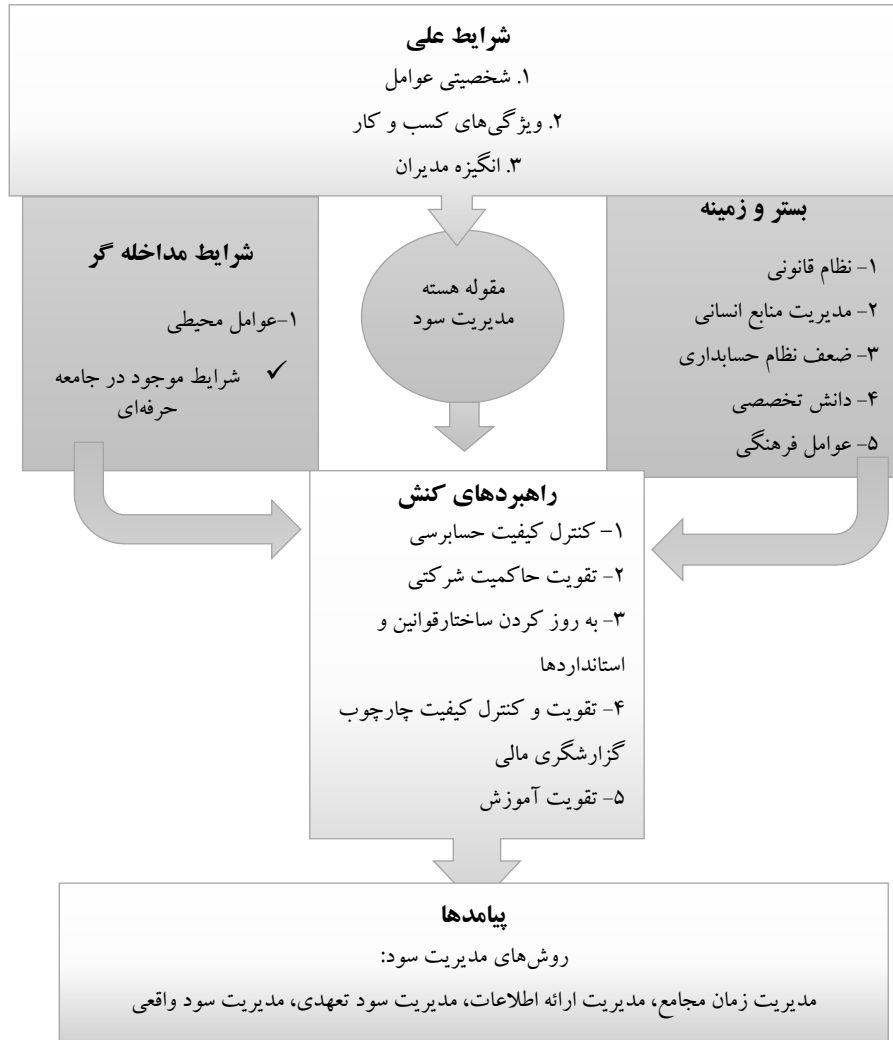 شرایط علی
۱. شخصیتی عوامل
۲. ویژگی‌های کسب و کار
۳. انگیزه مدیران
بستر و زمینه
۱- نظام قانونی
۲- مدیریت منابع انسانی
۳- ضعف نظام حسابداری
۴- دانش تخصصی
۵- عوامل فرهنگی
مقوله هسته
مدیریت سود
شرایط مداخله گر
۱-عوامل محیطی
✓ شرایط موجود در جامعه
حرفه‌ای
راهبردهای کنش
۱- کنترل کیفیت حسابرسی
۲- تقویت حاکمیت شرکتی
۳- به روز کردن ساختارقوانین و
استانداردها
۴- تقویت و کنترل کیفیت چارچوب
گزارشگری مالی
۵- تقویت آموزش
پیامدها
روش‌های مدیریت سود:
مدیریت زمان مجامع، مدیریت ارائه اطلاعات، مدیریت سود تعهدی، مدیریت سود واقعی